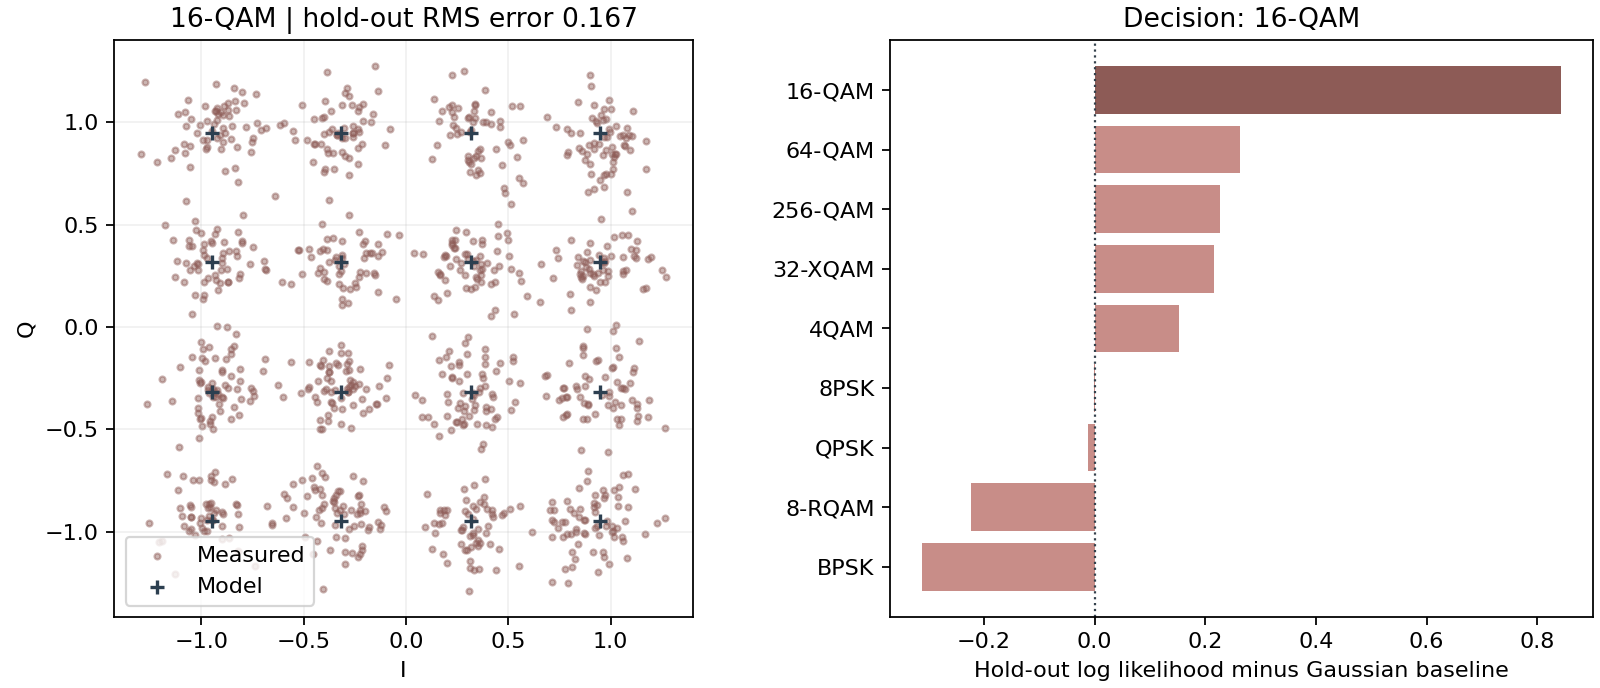 16-QAM | hold-out RMS error 0.167
Q
1.0
0.5
0.0
−0.5
−1.0
Measured
Model
−1.0
−0.5
0.0
0.5
1.0
I
Decision: 16-QAM
16-QAM
64-QAM
256-QAM
32-XQAM
4QAM
8PSK
QPSK
8-RQAM
BPSK
−0.2
0.0
0.2
0.4
0.6
0.8
Hold-out log likelihood minus Gaussian baseline